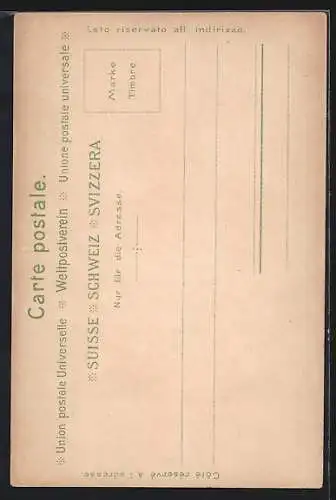 Carte postale.
※ Union postale Universelle ※ Weltpostverein ※ Unione postale universale ※
※ SUISSE ※ SCHWEIZ ※ SVIZZERA
Marke
Timbre
Nur für die Adresse.
Côté réservé à l'adresse.
Lato riservato all' indirizzo.